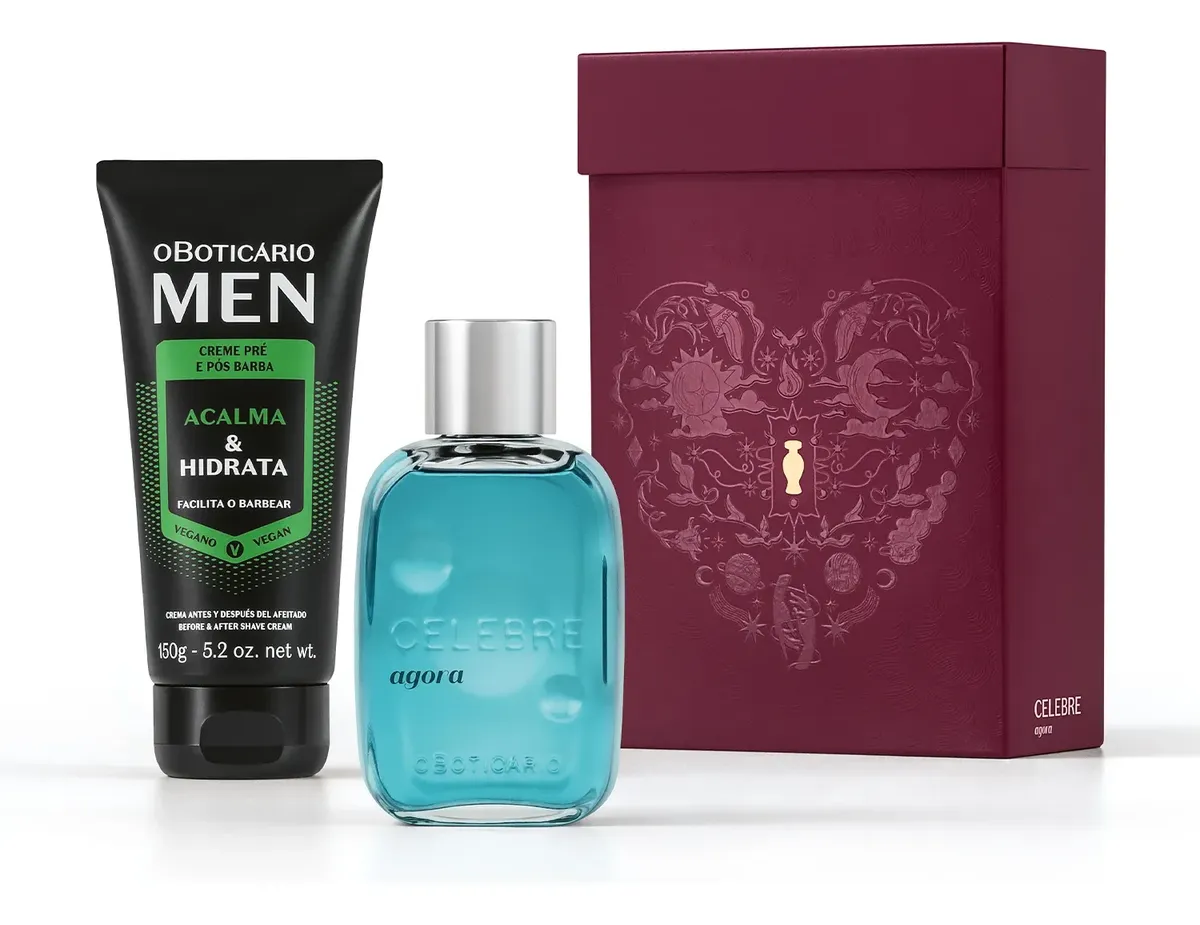 OBOTICÁRIO
MEN
CREME PRÉ
E PÓS BARBA
ACALMA
&
HIDRATA
FACILITA O BARBEAR
VEGANO V VEGAN
CREMA ANTES Y DESPUÉS DEL AFEITADO
BEFORE & AFTER SHAVE CREAM
150g - 5.2 oz. net wt.
CELEBRE
agora
OBOTICÁRIO
CELEBRE
agora